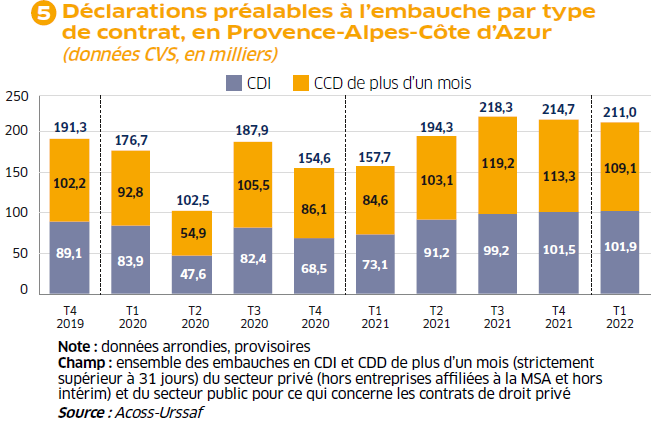 5 Déclarations préalables à l'embauche par type
de contrat, en Provence-Alpes-Côte d'Azur
(données CVS, en milliers)
CDI CCD de plus d'un mois
250
200
150
100
50
0
191,3 176,7 102,5 187,9 154,6 157,7 194,3 218,3 214,7 211,0
102,2 92,8 54,9 105,5 86,1 84,6 103,1 119,2 113,3 109,1
89,1 83,9 47,6 82,4 68,5 73,1 91,2 99,2 101,5 101,9
T4 T1 T2 T3 T4 T1 T2 T3 T4 T1
2019 2020 2020 2020 2020 2021 2021 2021 2021 2022
Note : données arrondies, provisoires
Champ : ensemble des embauches en CDI et CDD de plus d'un mois (strictement
supérieur à 31 jours) du secteur privé (hors entreprises affiliées à la MSA et hors
intérim) et du secteur public pour ce qui concerne les contrats de droit privé
Source : Acoss-Urssaf